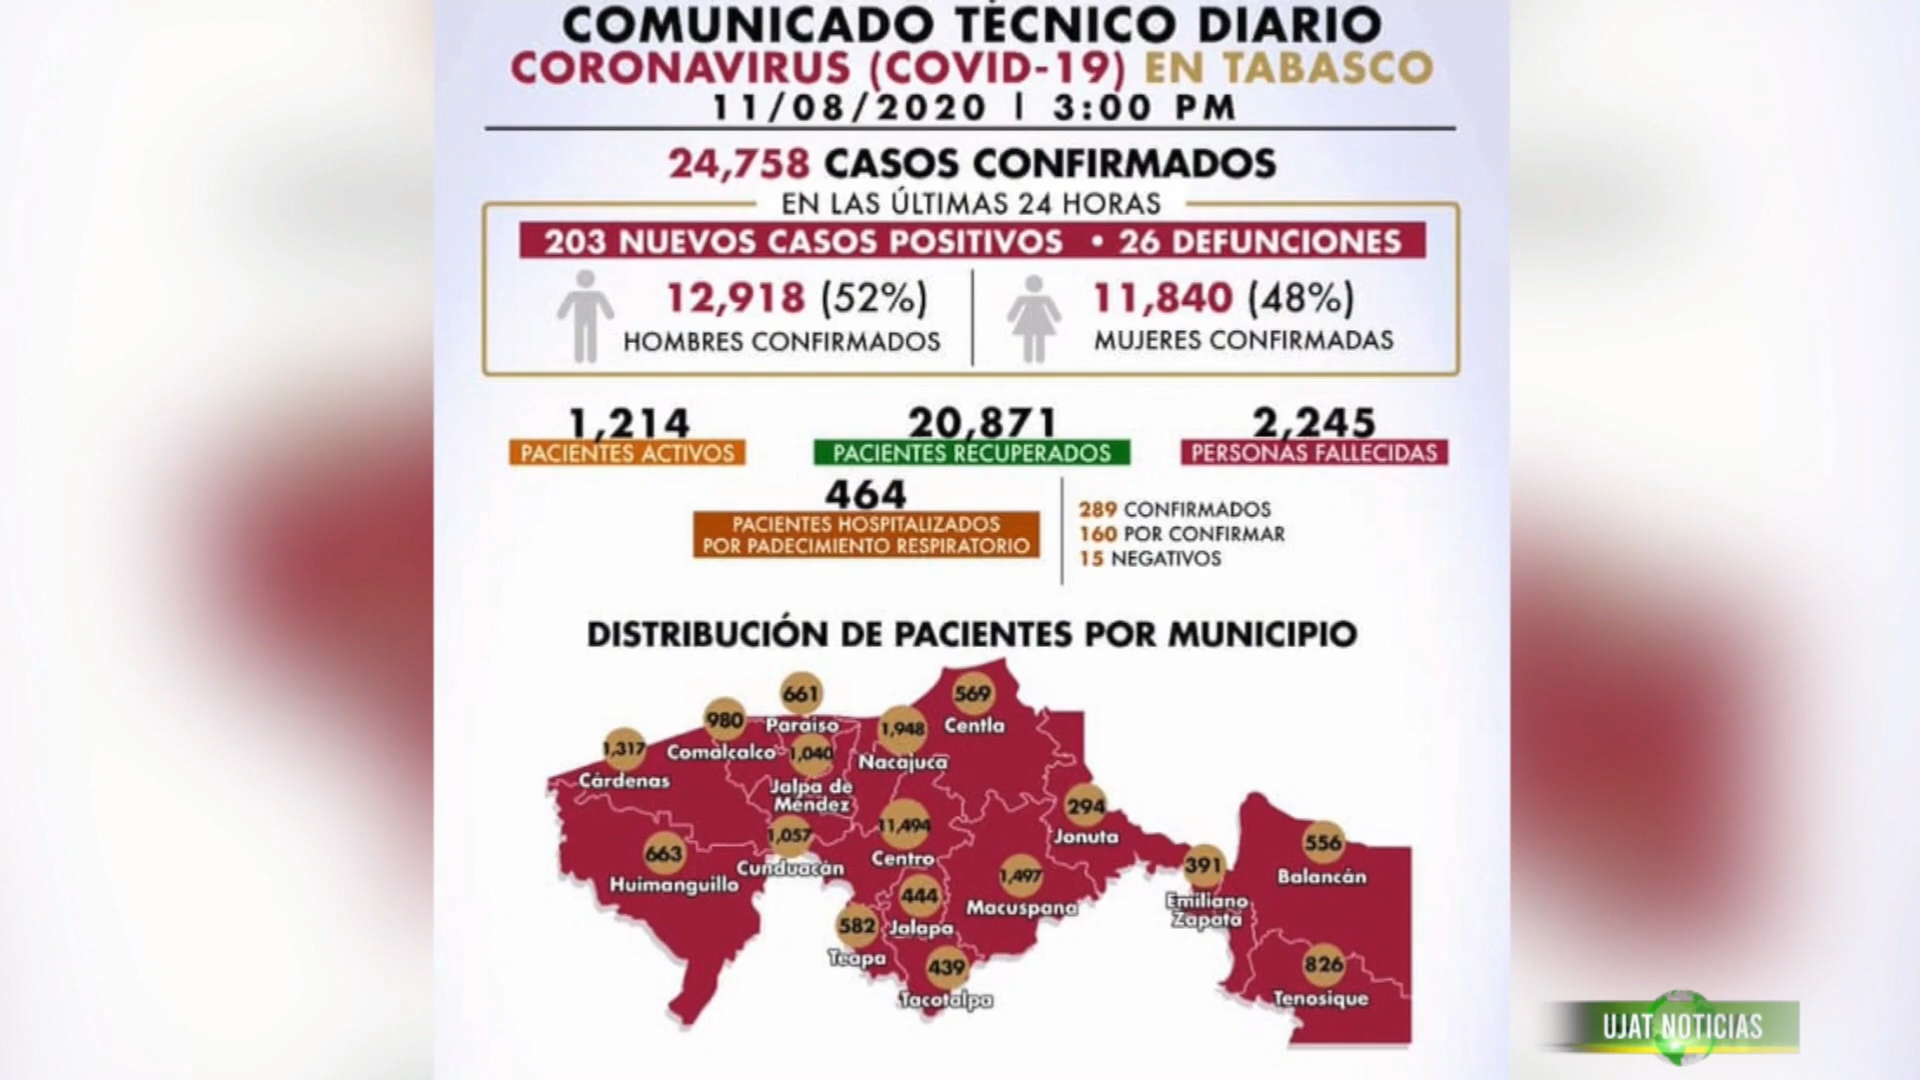 COMUNICADO TÉCNICO DIARIO
CORONAVIRUS (COVID-19) EN TABASCO
11/08/2020 | 3:00 PM
24,758 CASOS CONFIRMADOS
EN LAS ÚLTIMAS 24 HORAS
203 NUEVOS CASOS POSITIVOS • 26 DEFUNCIONES
12,918 (52%)
HOMBRES CONFIRMADOS
11,840 (48%)
MUJERES CONFIRMADAS
1,214
PACIENTES ACTIVOS
20,871
PACIENTES RECUPERADOS
2,245
PERSONAS FALLECIDAS
464
PACIENTES HOSPITALIZADOS
POR PADECIMIENTO RESPIRATORIO
289 CONFIRMADOS
160 POR CONFIRMAR
15 NEGATIVOS
DISTRIBUCIÓN DE PACIENTES POR MUNICIPIO
661
Paraíso
569
Centla
980
Comalcalco
1,948
Nacajuca
1,317
Cárdenas
1,040
Jalpa de
Méndez
294
Jonuta
11,494
Centro
1,057
Cunduacán
663
Huimanguillo
556
Balancán
391
Emiliano
Zapata
1,497
Macuspana
444
Jalapa
582
Teapa
439
Tacotalpa
826
Tenosique
UJAT NOTICIAS